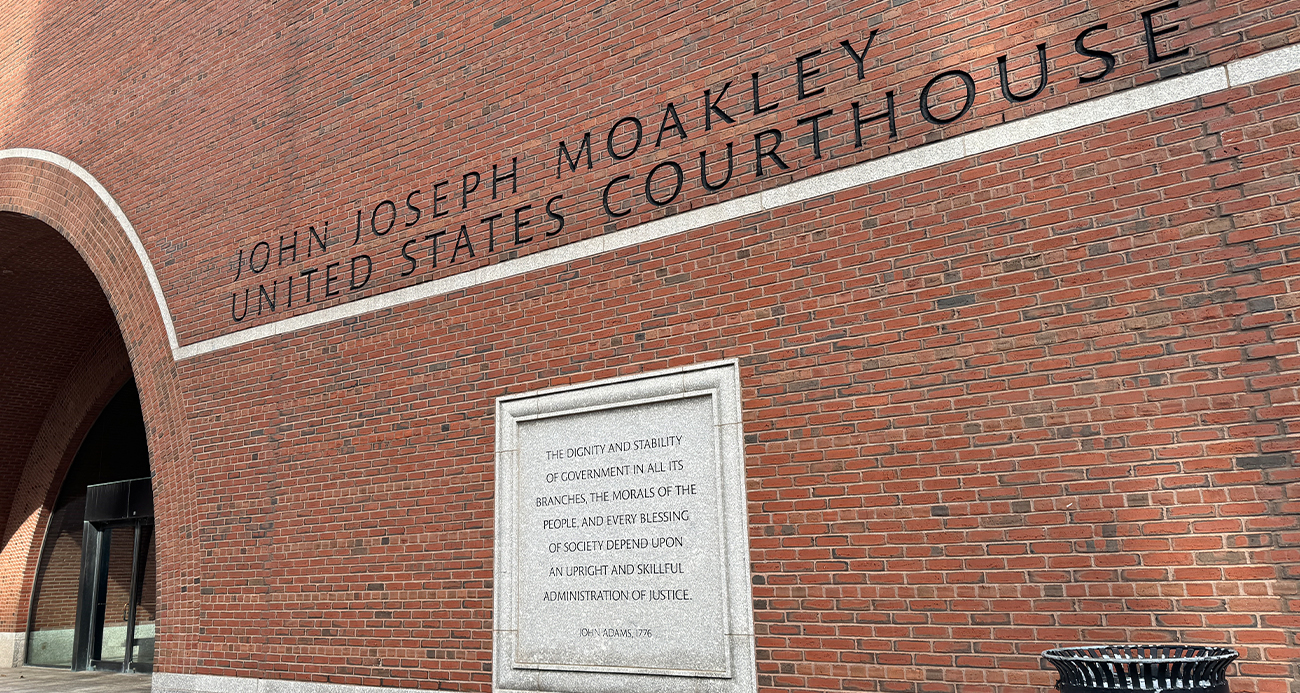 JOHN JOSEPH MOAKLEY
UNITED STATES COURTHOUSE
THE DIGNITY AND STABILITY
OF GOVERNMENT IN ALL ITS
BRANCHES, THE MORALS OF THE
PEOPLE, AND EVERY BLESSING
OF SOCIETY DEPEND UPON
AN UPRIGHT AND SKILLFUL
ADMINISTRATION OF JUSTICE.
JOHN ADAMS, 1776